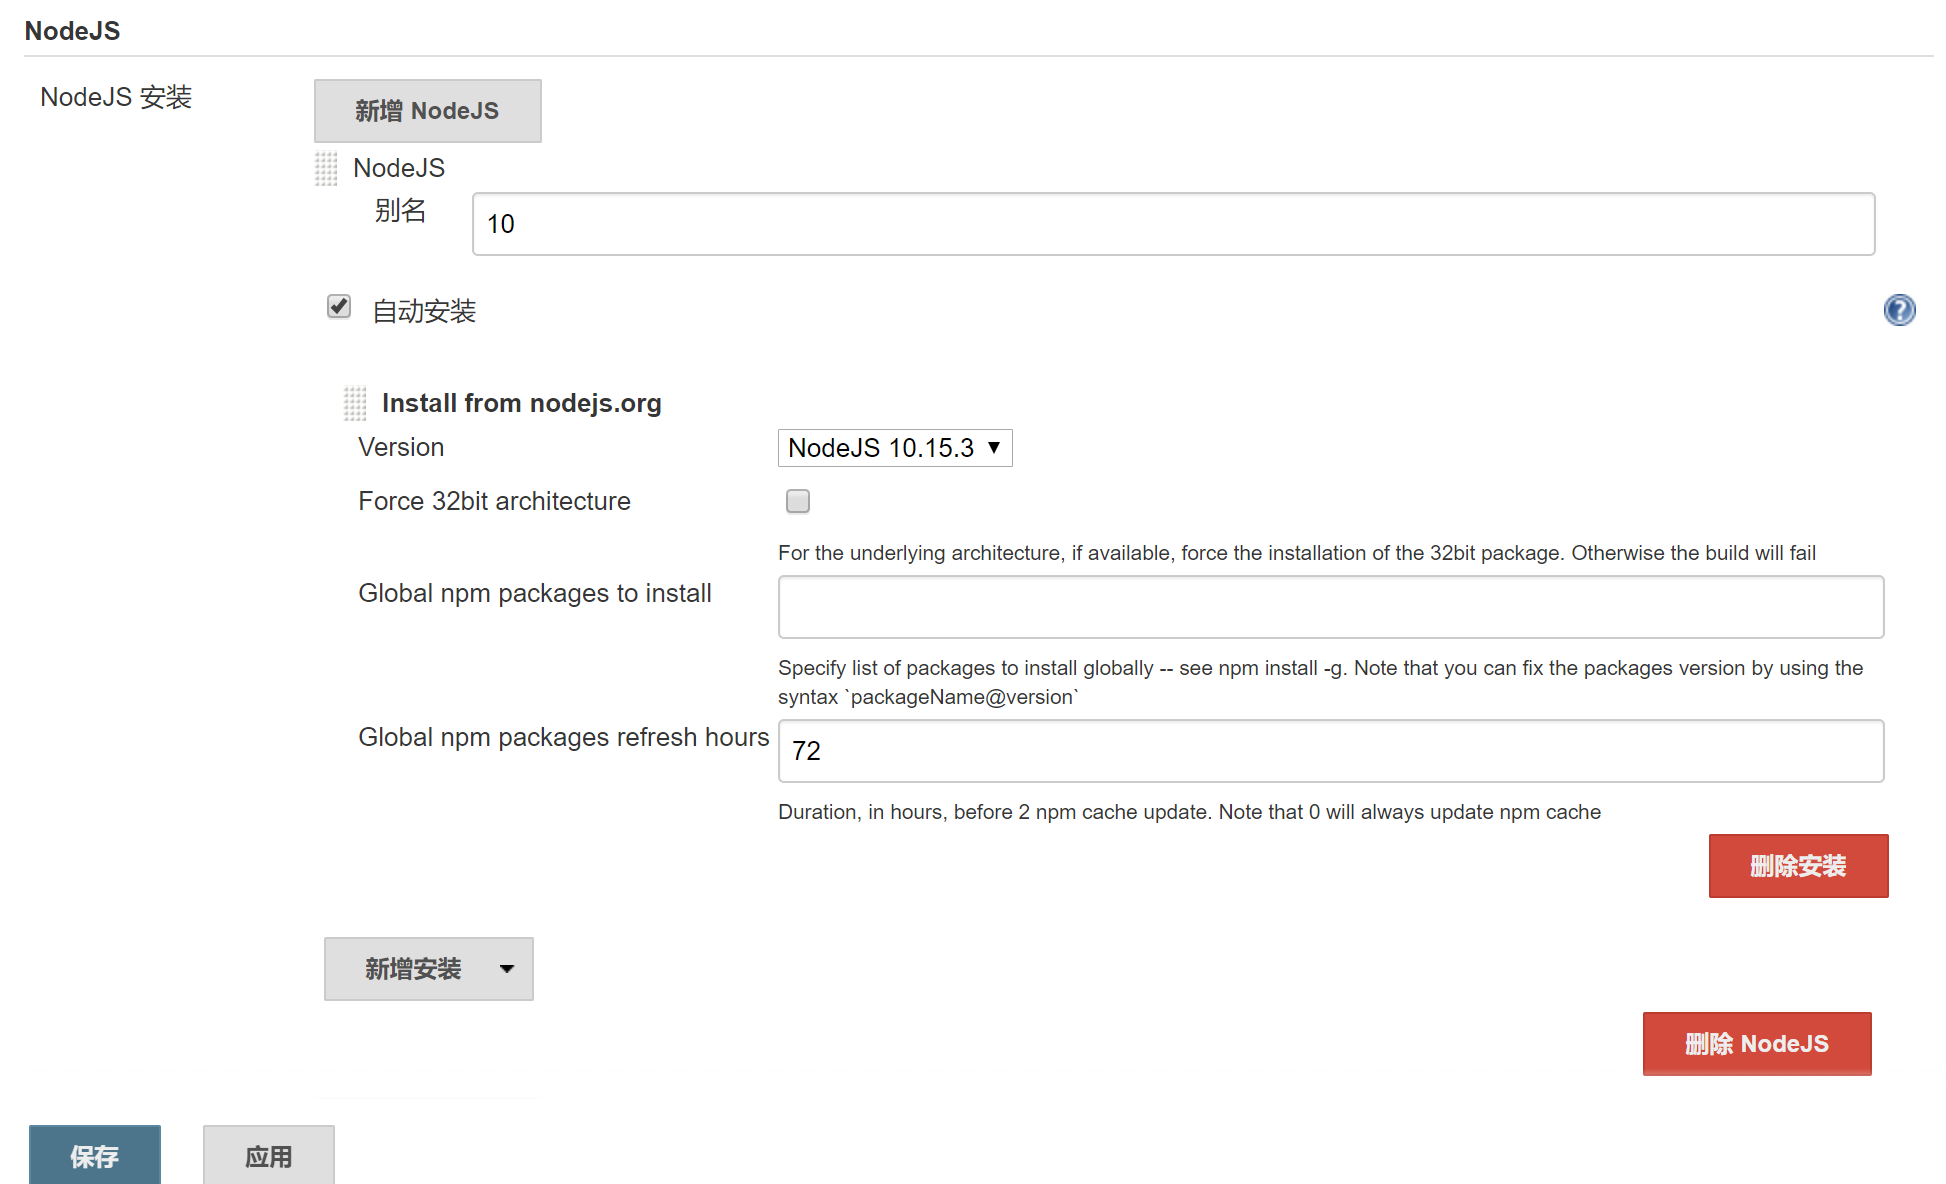 NodeJS
NodeJS 安装
新增 NodeJS
NodeJS
别名
10
自动安装
Install from nodejs.org
Version
NodeJS 10.15.3
Force 32bit architecture
For the underlying architecture, if available, force the installation of the 32bit package. Otherwise the build will fail
Global npm packages to install
Specify list of packages to install globally -- see npm install -g. Note that you can fix the packages version by using the
syntax `packageName@version`
Global npm packages refresh hours
72
Duration, in hours, before 2 npm cache update. Note that 0 will always update npm cache
删除安装
新增安装
删除 NodeJS
保存
应用